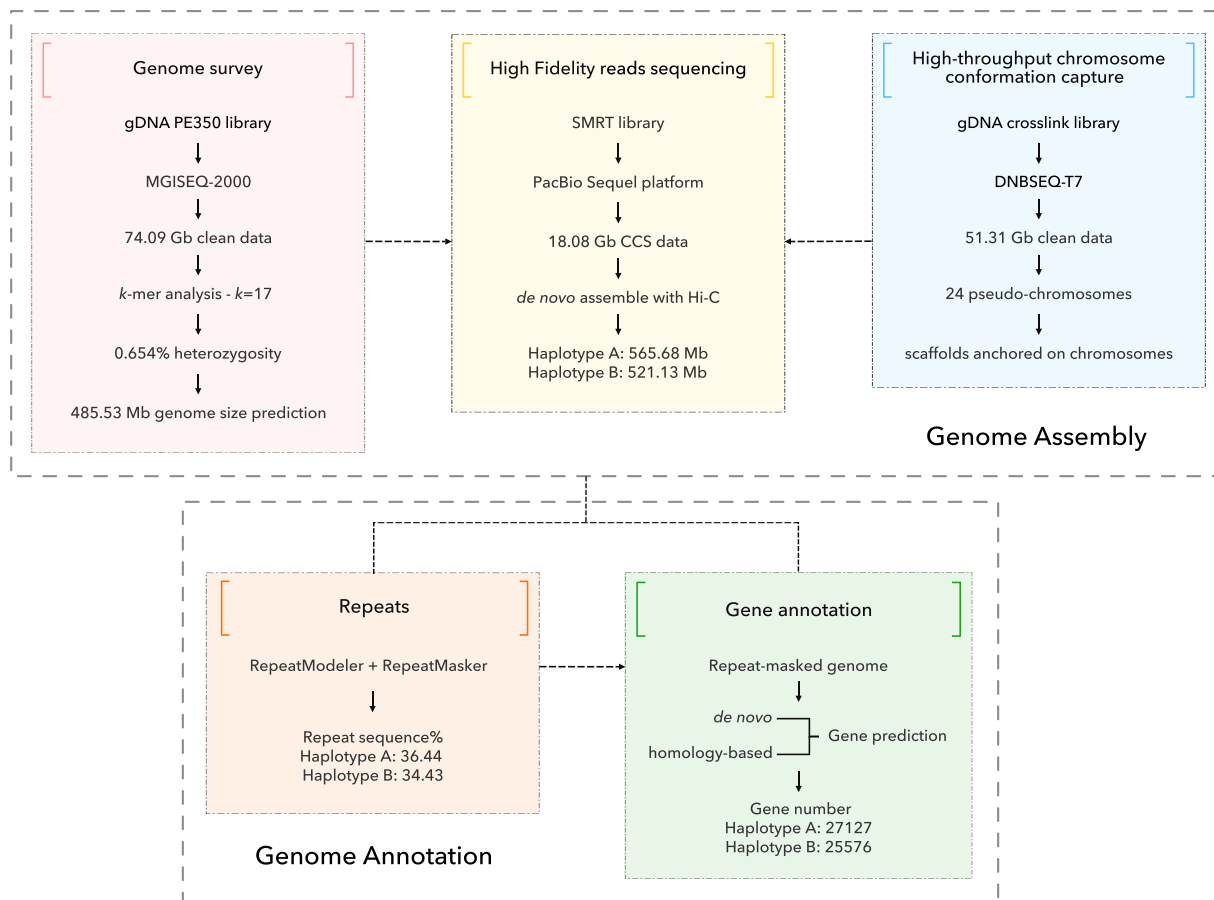 Genome survey
gDNA PE350 library
MGISEQ-2000
74.09 Gb clean data
k-mer analysis - k=17
0.654% heterozygosity
485.53 Mb genome size prediction
High Fidelity reads sequencing
SMRT library
PacBio Sequel platform
18.08 Gb CCS data
de novo assemble with Hi-C
Haplotype A: 565.68 Mb
Haplotype B: 521.13 Mb
High-throughput chromosome
conformation capture
gDNA crosslink library
DNBSEQ-T7
51.31 Gb clean data
24 pseudo-chromosomes
scaffolds anchored on chromosomes
Genome Assembly
Repeats
RepeatModeler + RepeatMasker
Repeat sequence%
Haplotype A: 36.44
Haplotype B: 34.43
Gene annotation
Repeat-masked genome
de novo
homology-based
Gene prediction
Gene number
Haplotype A: 27127
Haplotype B: 25576
Genome Annotation